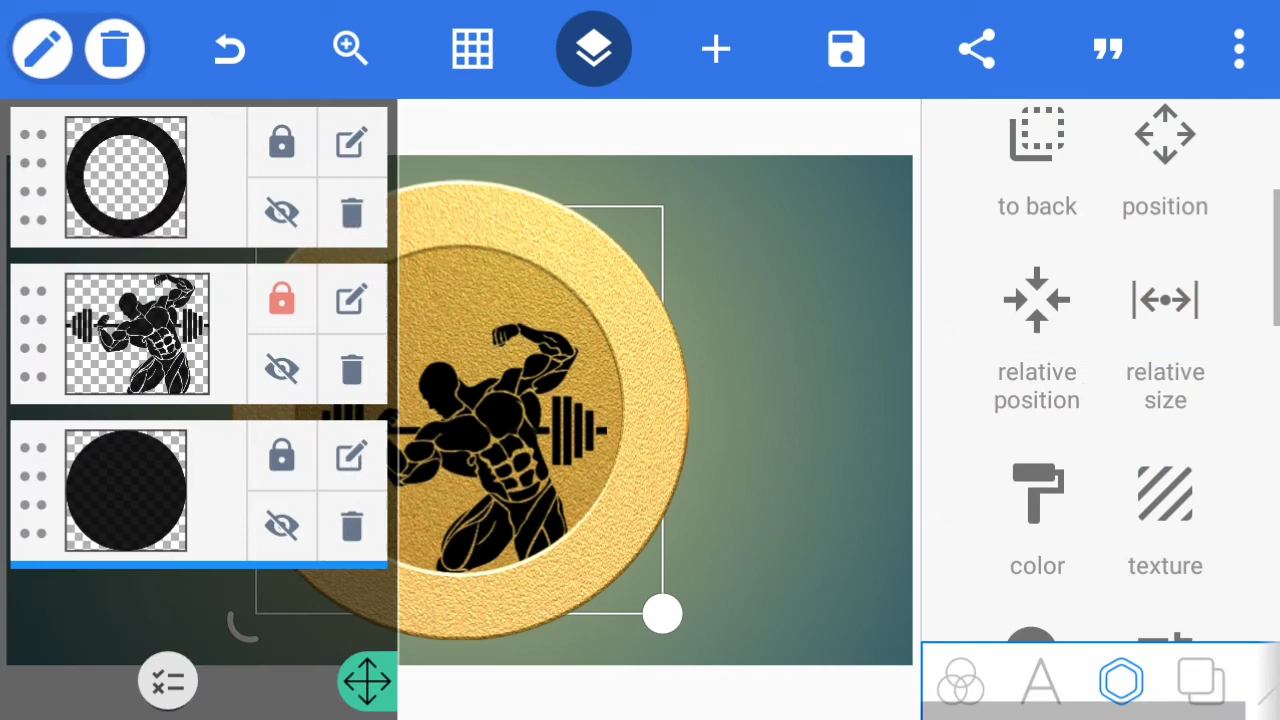 to back
position
relative
position
relative
size
color
texture